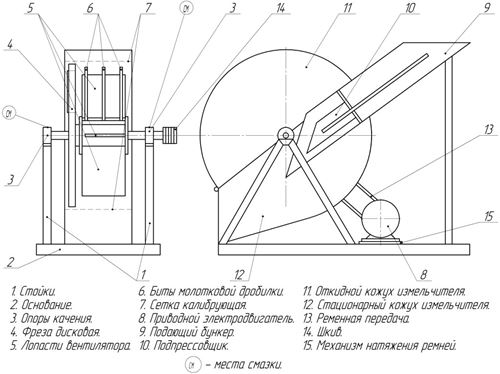 5 6 7 См 3 14 11 10 9
4
См
3
13
15
2 1 12 8
1. Стойки.
2. Основание.
3. Опоры качения.
4. Фреза дисковая.
5. Лопасти вентилятора.
6. Биты молотковой дробилки.
7. Сетка калибрующая.
8. Приводной электродвигатель.
9. Подающий бункер.
10. Подпрессовщик.
11. Откидной кожух измельчителя.
12. Стационарный кожух измельчителя.
13. Ременная передача.
14. Шкив.
15. Механизм натяжения ремней.
См - места смазки.